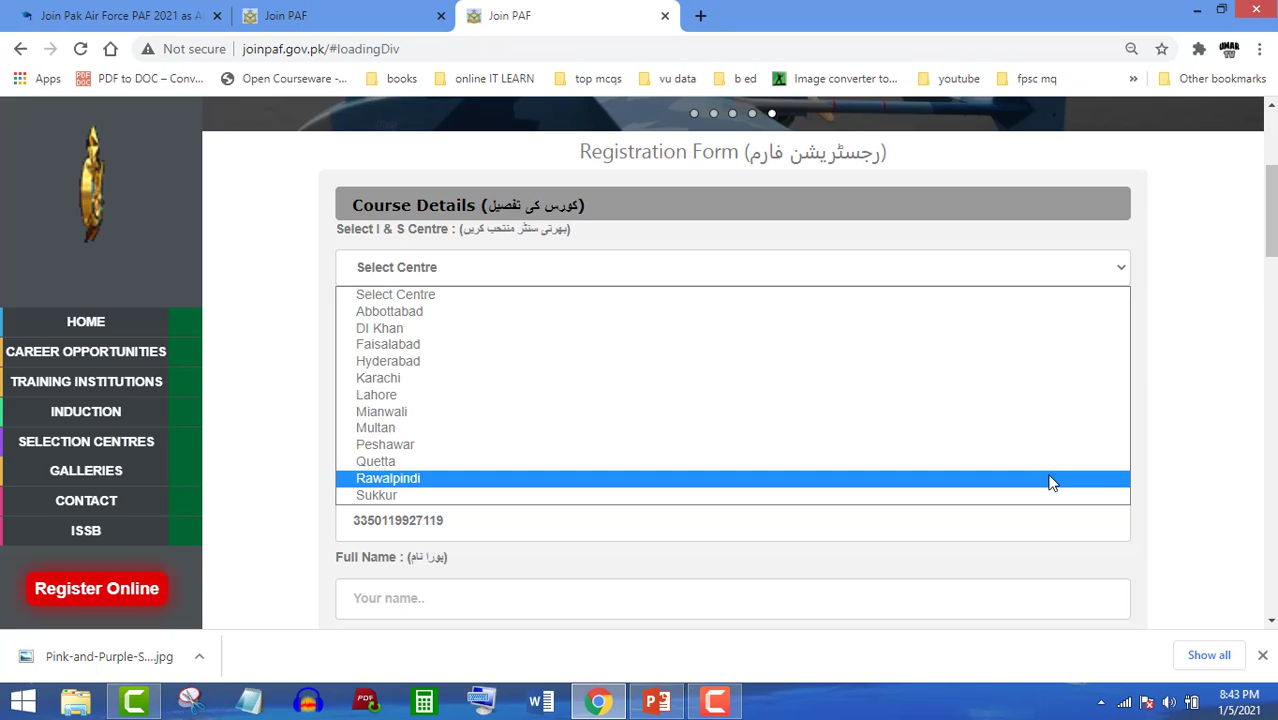 Join Pak Air Force PAF 2021 as A
Join PAF
Join PAF
Not secure
joinpaf.gov.pk/#loadingDiv
Apps
PDF to DOC – Conv...
Open Courseware -...
books
online IT LEARN
top mcqs
vu data
b ed
Image converter to...
youtube
fpsc mq
»
Other bookmarks
Registration Form (رجسٹریشن فارم)
Course Details (کورس کی تفصیل)
Select I & S Centre : (بھرتی سنٹر منتخب کریں)
Select Centre
Select Centre
Abbottabad
DI Khan
Faisalabad
Hyderabad
Karachi
Lahore
Mianwali
Multan
Peshawar
Quetta
Rawalpindi
Sukkur
3350119927119
Full Name : (پورا نام)
Your name..
HOME
CAREER OPPORTUNITIES
TRAINING INSTITUTIONS
INDUCTION
SELECTION CENTRES
GALLERIES
CONTACT
ISSB
Register Online
Pink-and-Purple-S....jpg
Show all
8:43 PM
1/5/2021